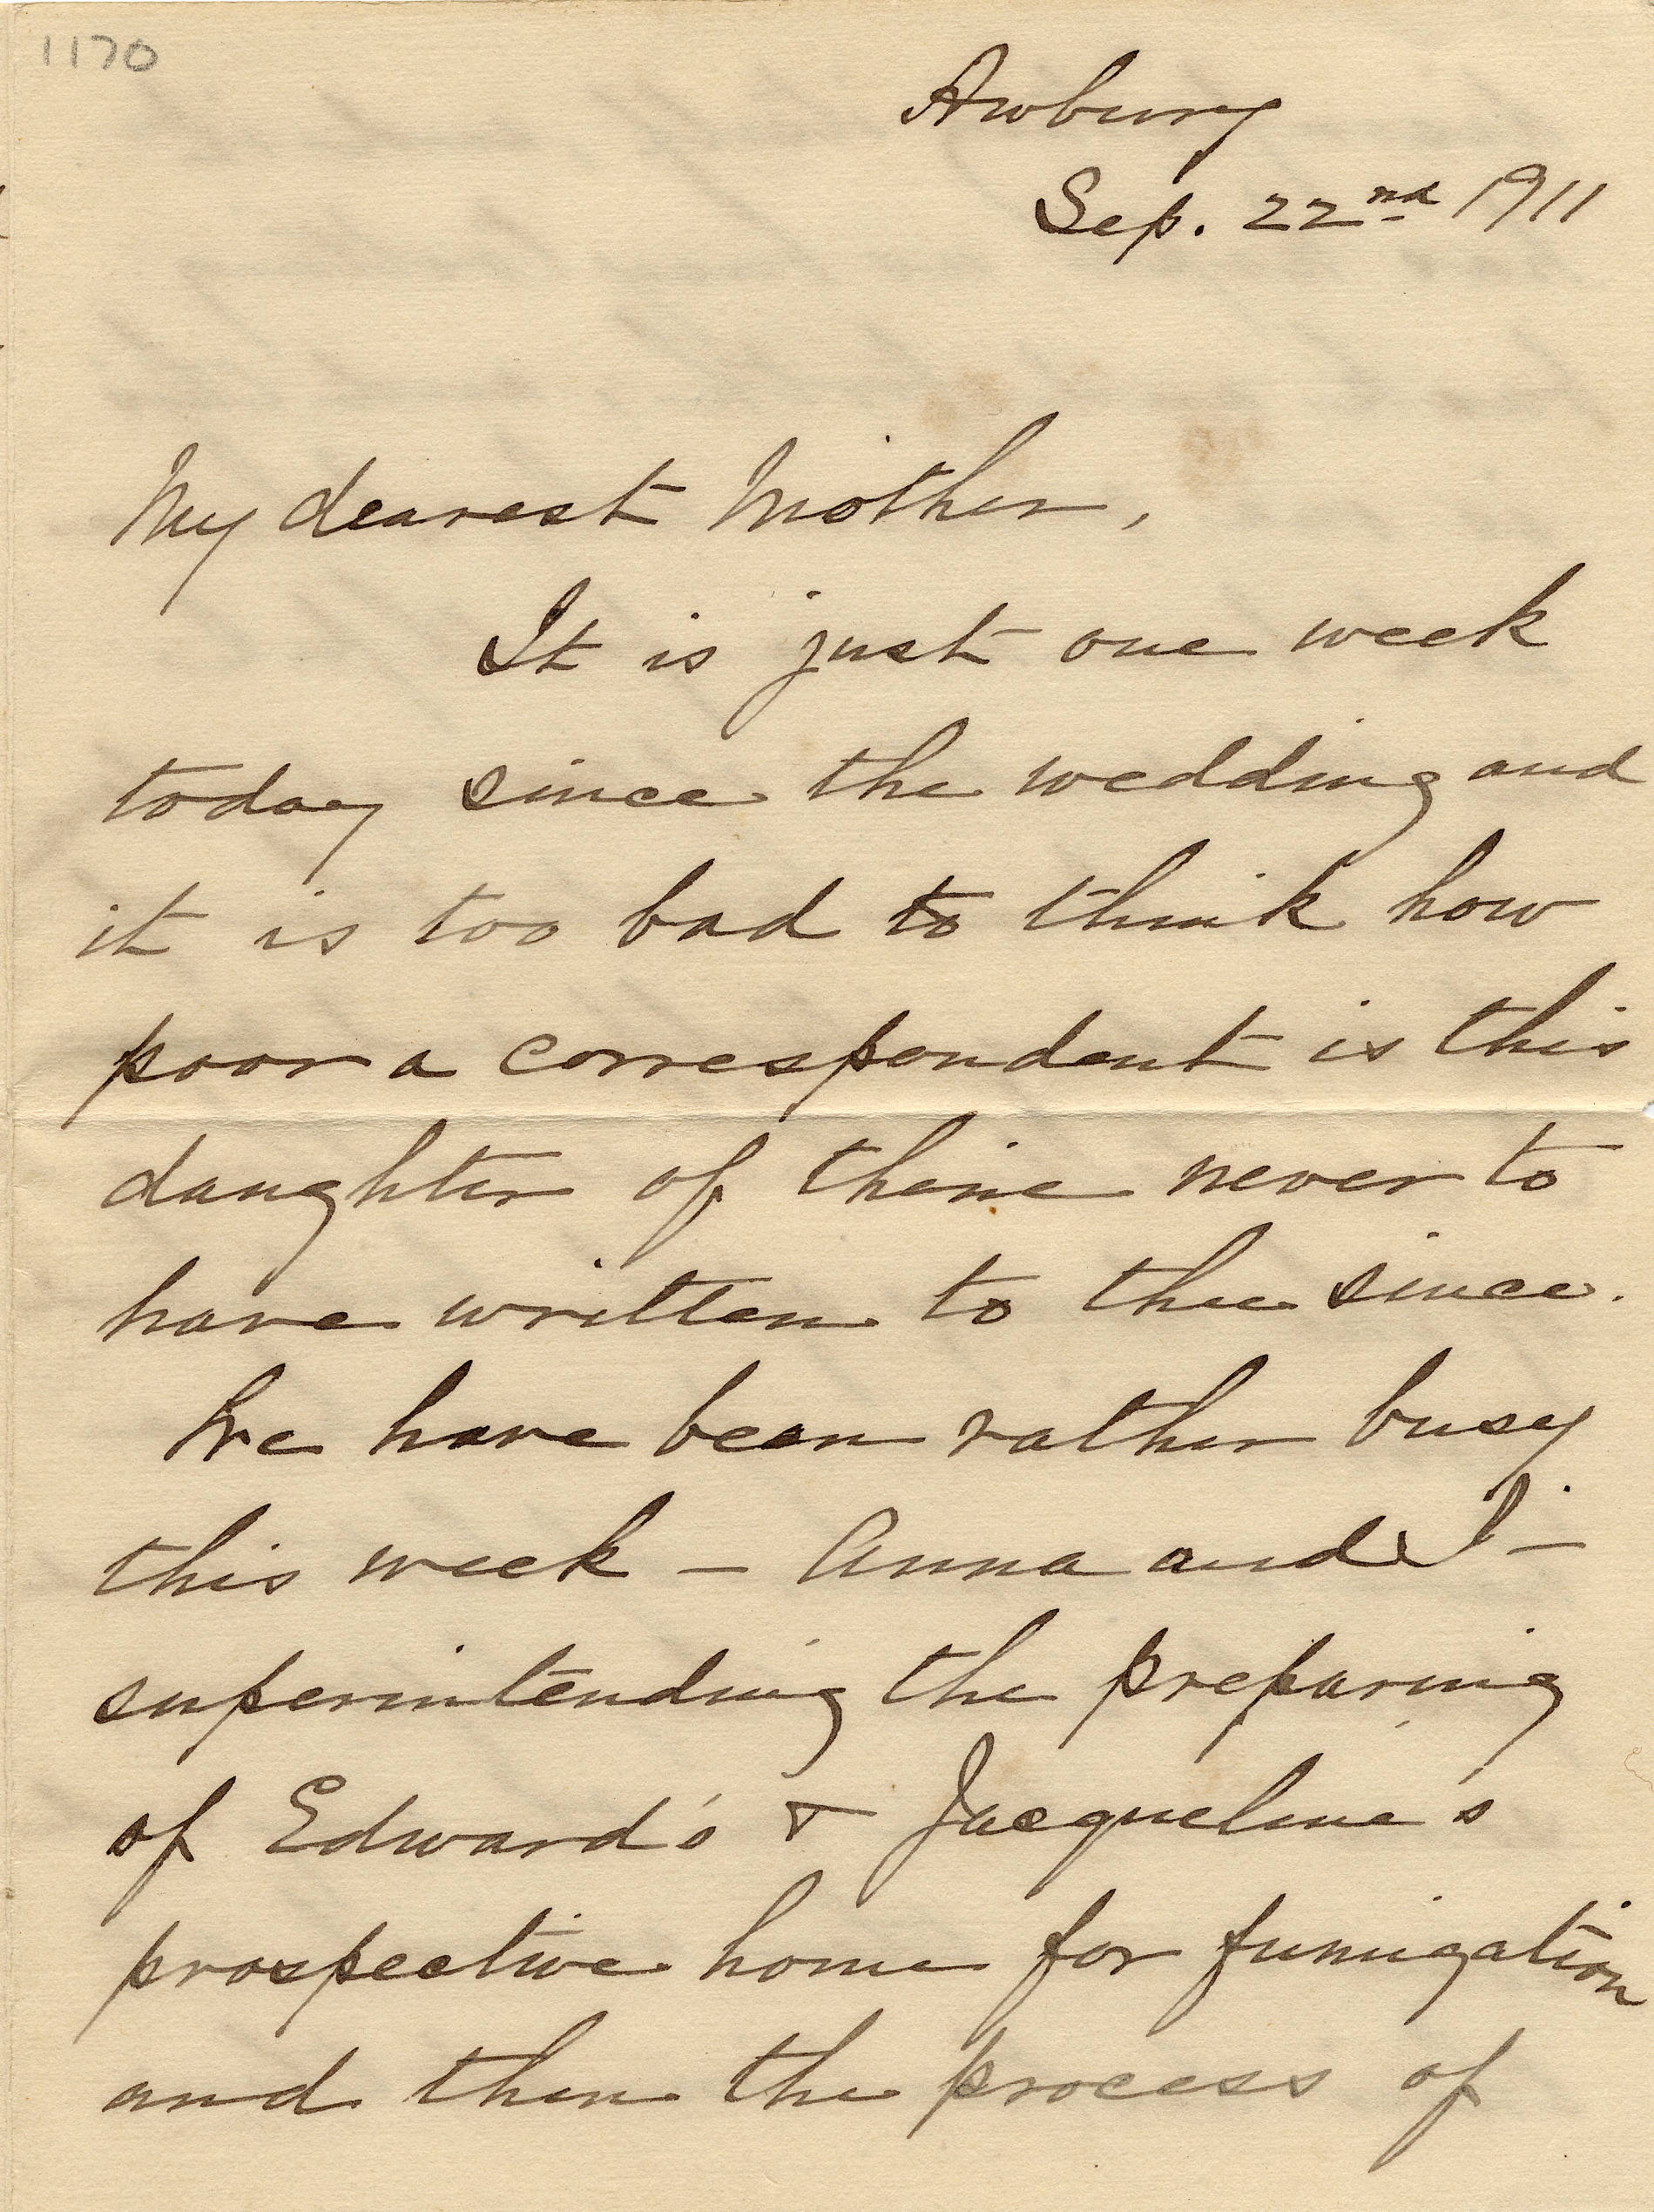 1170
Awbury
Sep. 22nd 1911
My dearest Mother,
It is just one week
today since the wedding and
it is too bad to think how
poor a correspondent is this
daughter of thine never to
have written to thee since.
We have been rather busy
this week – Anna and I –
superintending the preparing
of Edward's & Jacqueline's
prospective home for fumigation
and then the process of